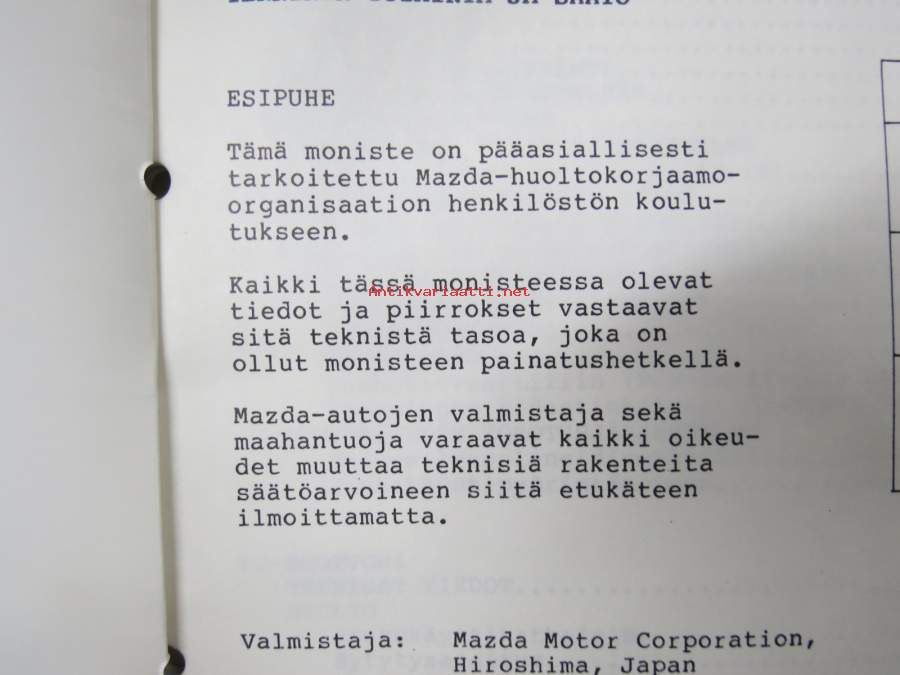 ESIPUHE
Tämä moniste on pääasiallisesti
tarkoitettu Mazda-huoltokorjaamo-
organisaation henkilöstön koulu-
tukseen.
Kaikki tässä monisteessa olevat
Antikvariaatti.net
tiedot ja piirrokset vastaavat
sitä teknistä tasoa, joka on
ollut monisteen painatushetkellä.
Mazda-autojen valmistaja sekä
maahantuoja varaavat kaikki oikeu-
det muuttaa teknisiä rakenteita
säätöarvoineen siitä etukäteen
ilmoittamatta.
Valmistaja: Mazda Motor Corporation,
Hiroshima, Japan